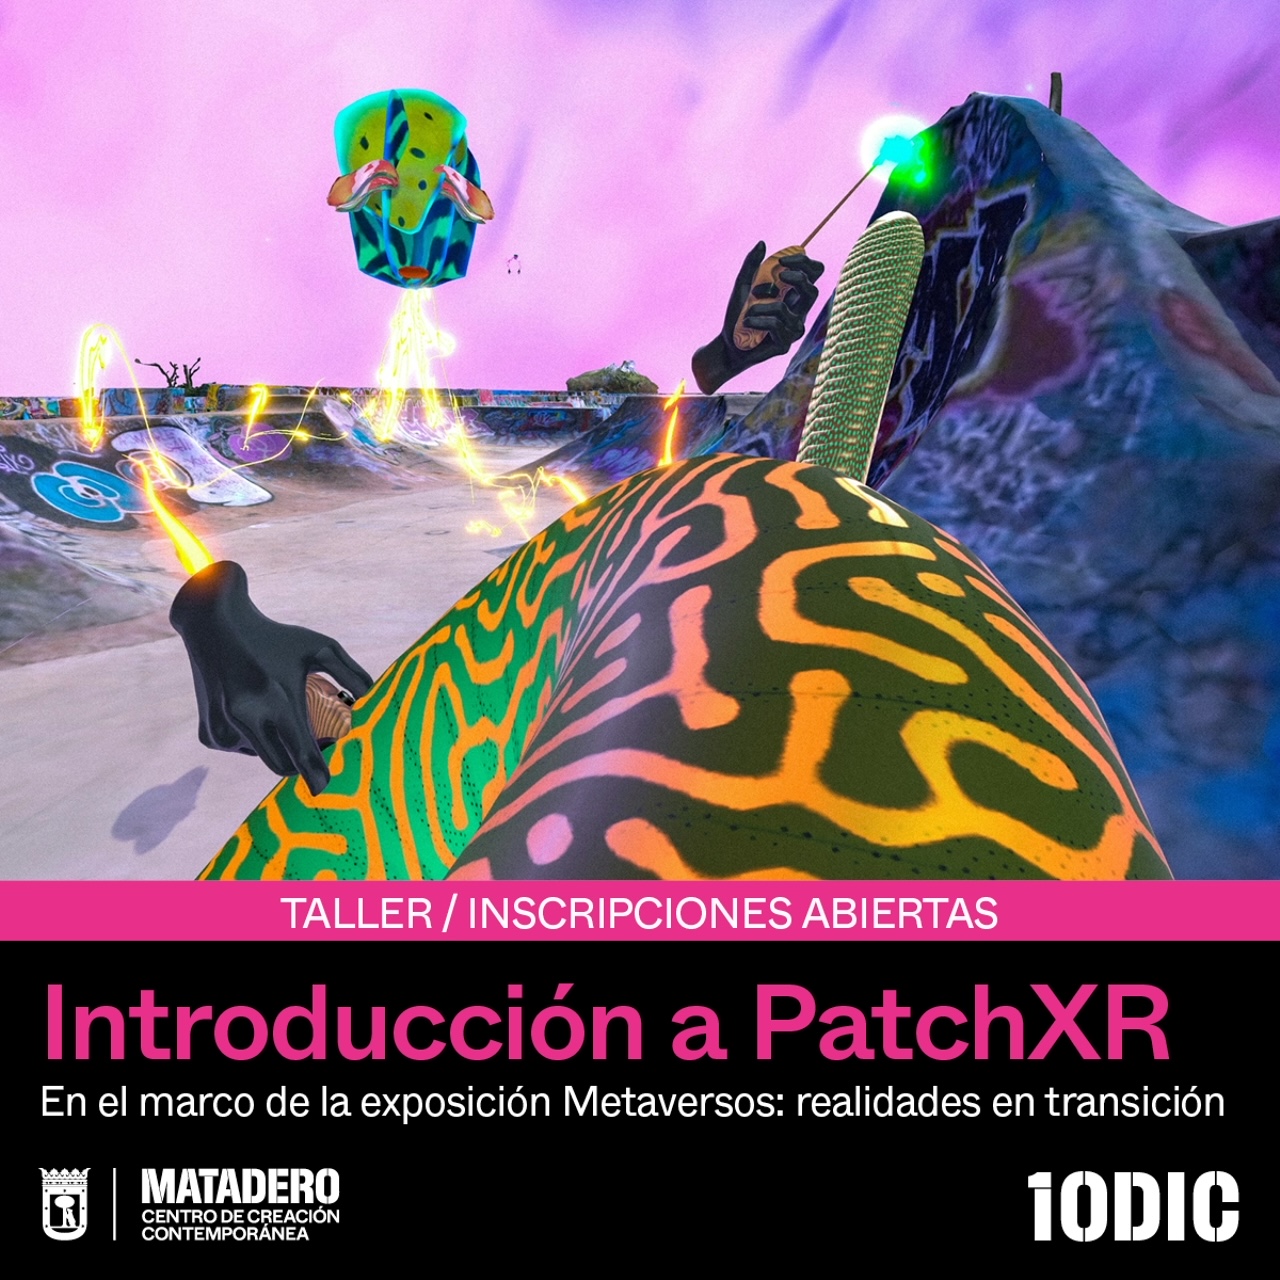 TALLER / INSCRIPCIONES ABIERTAS
Introducción a PatchXR
En el marco de la exposición Metaversos: realidades en transición
MATADERO
CENTRO DE CREACIÓN
CONTEMPORÁNEA
10DIC